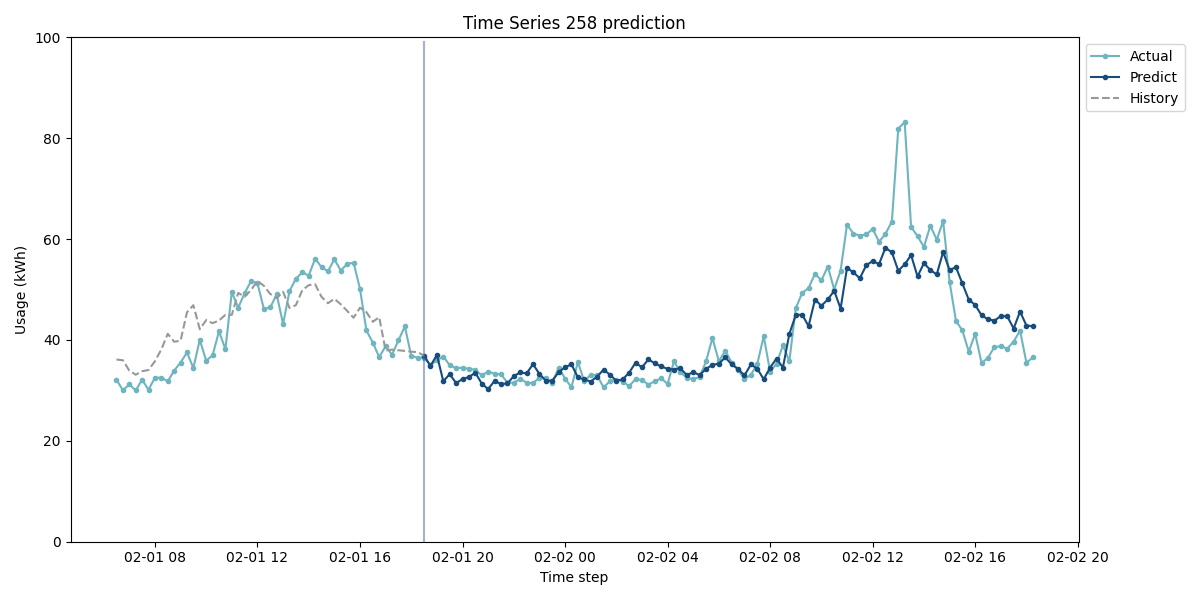 Time Series 258 prediction
100
80
60
40
20
0
Usage (kWh)
02-01 08
02-01 12
02-01 16
02-01 20
02-02 00
02-02 04
02-02 08
02-02 12
02-02 16
02-02 20
Time step
Actual
Predict
History